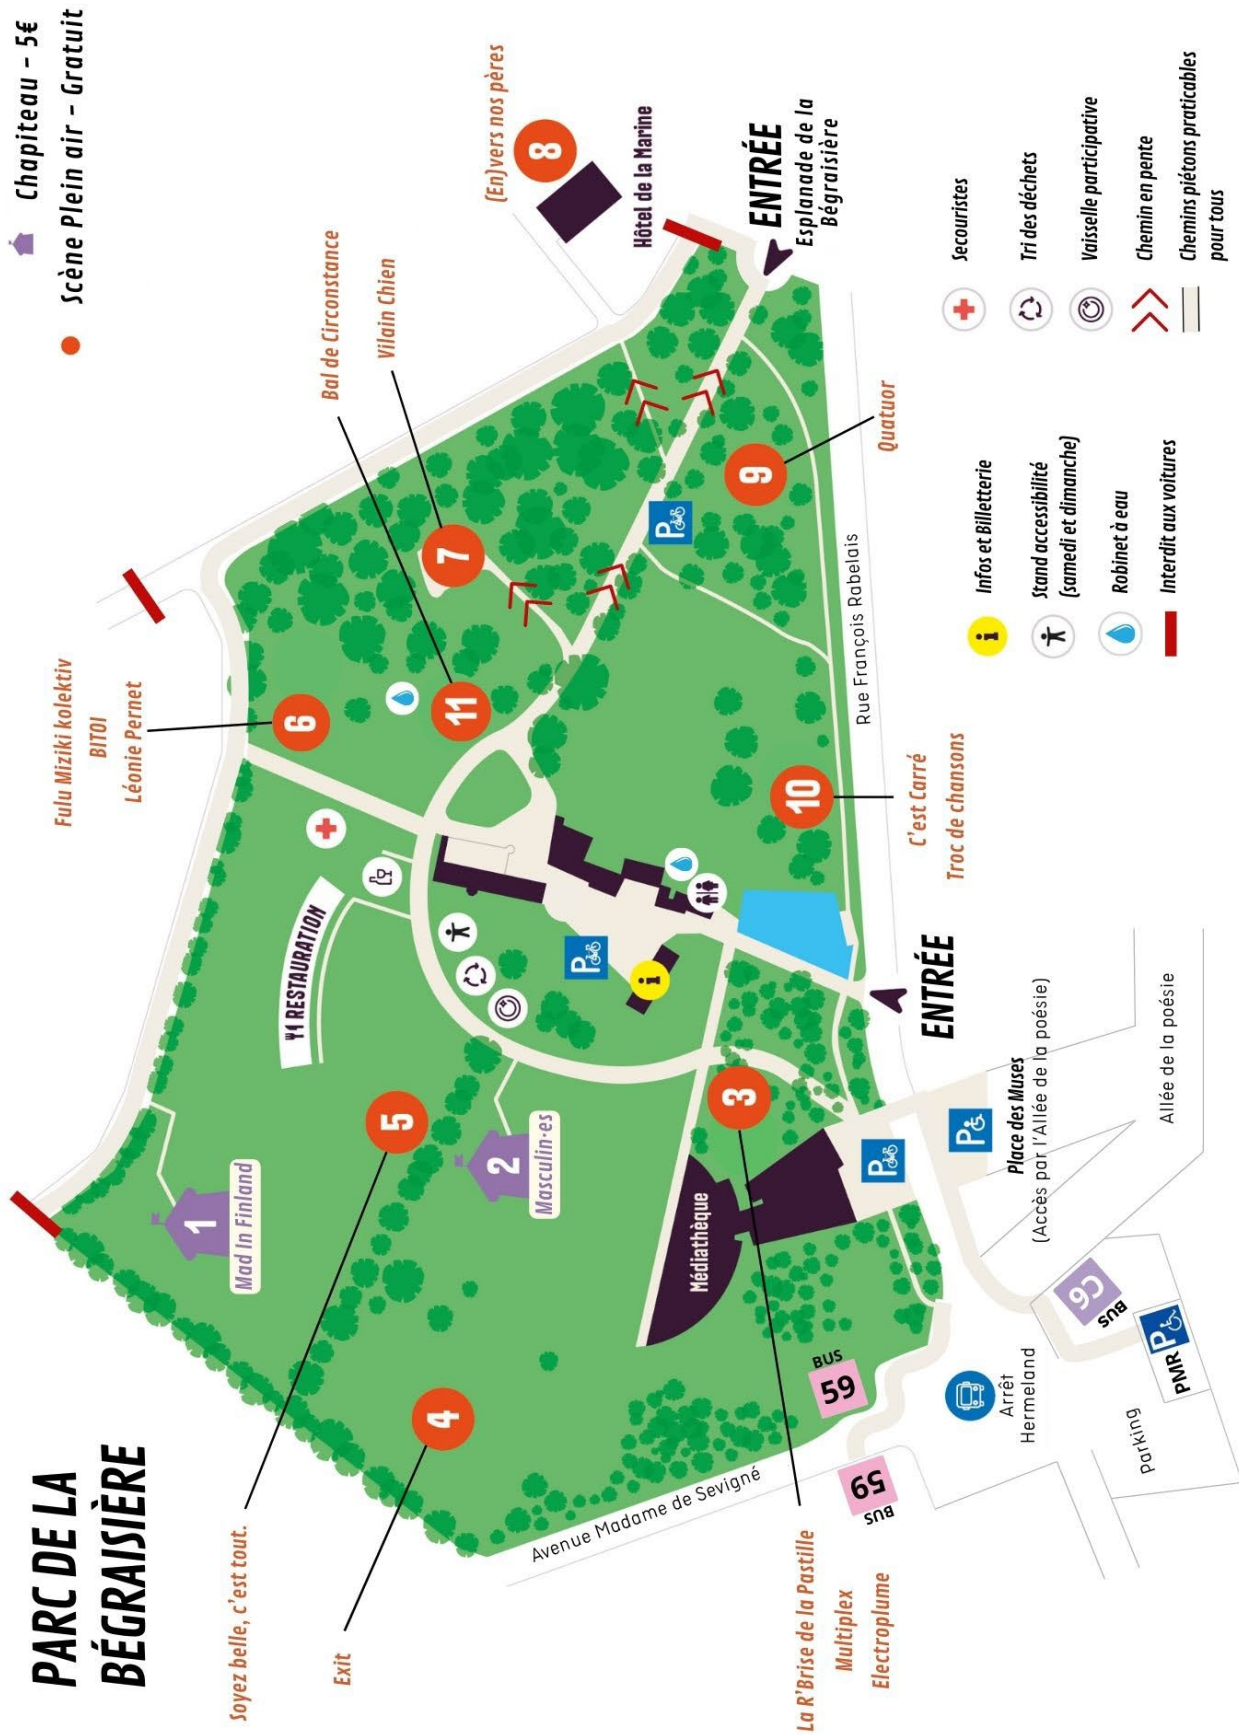 PARC DE LA
BÉGRAISIÈRE
Chapiteau - 5€
Scène Plein air - Gratuit
Soyez belle, c'est tout.
Exit
Fulu Miziki kolektiv
BITOI
Léonie Pernet
Bal de Circonstance
Vilain Chien
(En)vers nos pères
8
Hôtel de la Marine
ENTRÉE
Esplanade de la
Bégraisière
1
Mad In Finland
RESTAURATION
6
7
11
5
4
2
Masculin·es
P
P
i
9
Quatuor
Médiathèque
3
10
C'est Carré
Troc de chansons
Rue François Rabelais
Avenue Madame de Sevigné
BUS
59
59
BUS
P
ENTRÉE
P
Place des Muses
(Accès par l'Allée de la poésie)
Allée de la poésie
La R'Brise de la Pastille
Multiplex
Electroplume
Arrêt
Hermeland
Parking
C6
BUS
PMR
P
i
Infos et Billetterie
Stand accessibilité
(samedi et dimanche)
Robinet à eau
Interdit aux voitures
Secouristes
Tri des déchets
Vaisselle participative
Chemin en pente
Chemins piétons praticables
pour tous